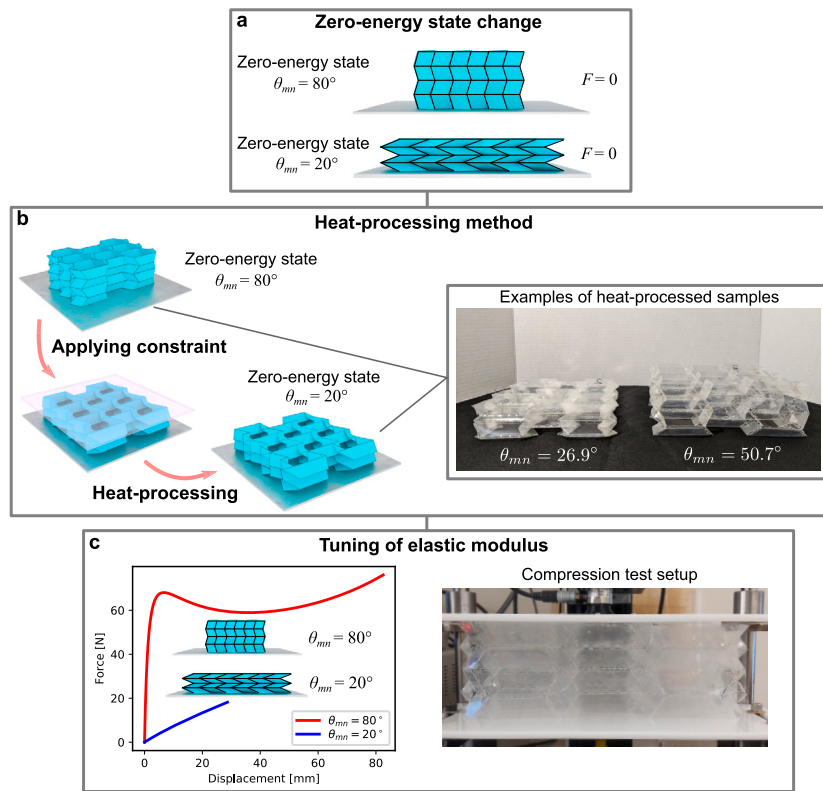 a
Zero-energy state change
Zero-energy state
θmn = 80°
F = 0
Zero-energy state
θmn = 20°
F = 0
b
Heat-processing method
Zero-energy state
θmn = 80°
Applying constraint
Zero-energy state
θmn = 20°
Heat-processing
Examples of heat-processed samples
θmn = 26.9°
θmn = 50.7°
c
Tuning of elastic modulus
Force [N]
60
40
20
0
0
20
40
60
80
Displacement [mm]
θmn = 80°
θmn = 20°
θmn = 80°
θmn = 20°
Compression test setup